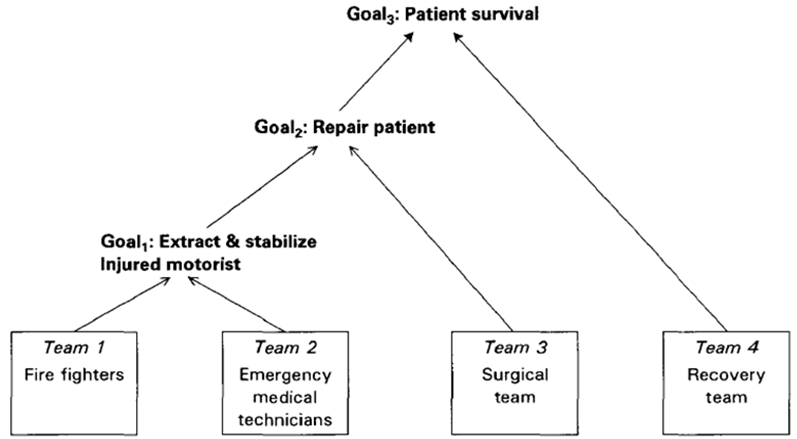 Goal₃: Patient survival
Goal₂: Repair patient
Goal₁: Extract & stabilize
Injured motorist
Team 1
Fire fighters
Team 2
Emergency
medical
technicians
Team 3
Surgical
team
Team 4
Recovery
team